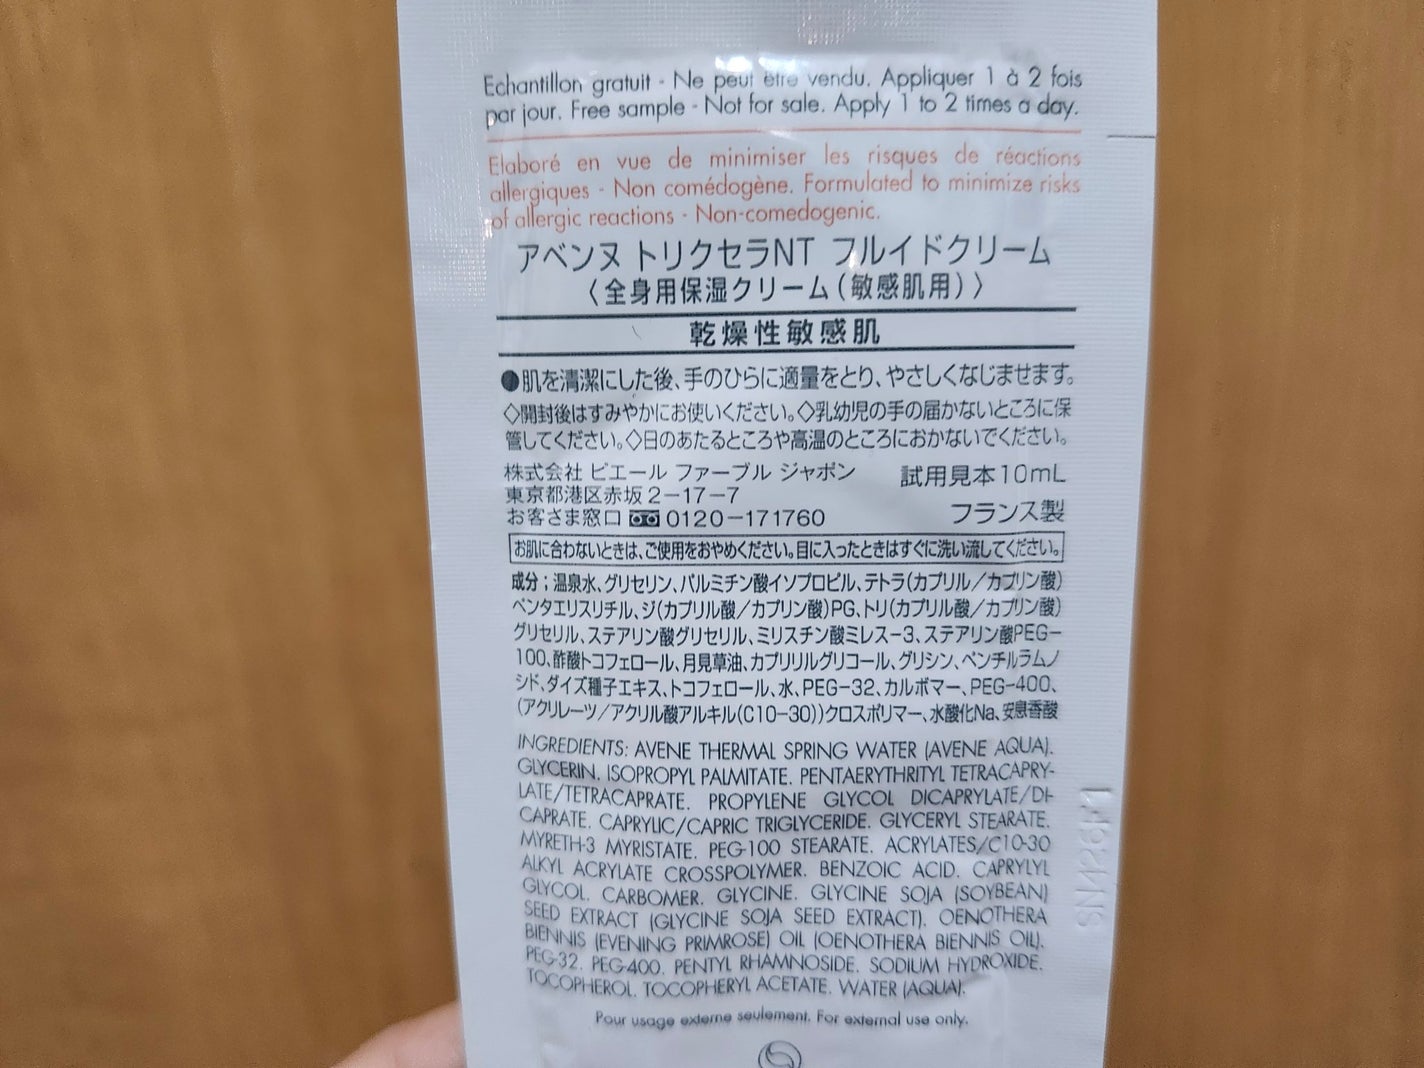 Echantillon gratuit - Ne peut être vendu. Appliquer 1 à 2 fois
par jour. Free sample - Not for sale. Apply 1 to 2 times a day.
Elaboré en vue de minimiser les risques de réactions
allergiques - Non comédogène. Formulated to minimize risks
of allergic reactions - Non-comedogenic.
アベンヌ トリクセラNT フルイドクリーム
〈全身用保湿クリーム(敏感肌用)〉
乾燥性敏感肌
●肌を清潔にした後、手のひらに適量をとり、やさしくなじませます。
◇開封後はすみやかにお使いください。◇乳幼児の手の届かないところに保
管してください。◇日のあたるところや高温のところにおかないでください。
株式会社 ピエール ファーブル ジャポン 試用見本10mL
東京都港区赤坂2-17-7
お客さま窓口 0120-171760 フランス製
お肌に合わないときは、ご使用をおやめください。目に入ったときはすぐに洗い流してください。
成分;温泉水、グリセリン、パルミチン酸イソプロピル、テトラ(カプリル/カプリン酸)
ペンタエリスリチル、ジ(カプリル酸/カプリン酸)PG、トリ(カプリル酸/カプリン酸)
グリセリル、ステアリン酸グリセリル、ミリスチン酸ミレス-3、ステアリン酸PEG-
100、酢酸トコフェロール、月見草油、カプリリルグリコール、グリシン、ペンチルラムノ
シド、ダイズ種子エキス、トコフェロール、水、PEG-32、カルボマー、PEG-400、
(アクリレーツ/アクリル酸アルキル(C10-30))クロスポリマー、水酸化Na、安息香酸
INGREDIENTS: AVENE THERMAL SPRING WATER (AVENE AQUA).
GLYCERIN. ISOPROPYL PALMITATE. PENTAERYTHRITYL TETRACAPRY-
LATE/TETRACAPRATE. PROPYLENE GLYCOL DICAPRYLATE/DI-
CAPRATE. CAPRYLIC/CAPRIC TRIGLYCERIDE. GLYCERYL STEARATE.
MYRETH-3 MYRISTATE. PEG-100 STEARATE. ACRYLATES/C10-30
ALKYL ACRYLATE CROSSPOLYMER. BENZOIC ACID. CAPRYLYL
GLYCOL. CARBOMER. GLYCINE. GLYCINE SOJA (SOYBEAN)
SEED EXTRACT (GLYCINE SOJA SEED EXTRACT). OENOTHERA
BIENNIS (EVENING PRIMROSE) OIL (OENOTHERA BIENNIS OIL).
PEG-32. PEG-400. PENTYL RHAMNOSIDE. SODIUM HYDROXIDE.
TOCOPHEROL. TOCOPHERYL ACETATE. WATER (AQUA).
Pour usage externe seulement. For external use only.